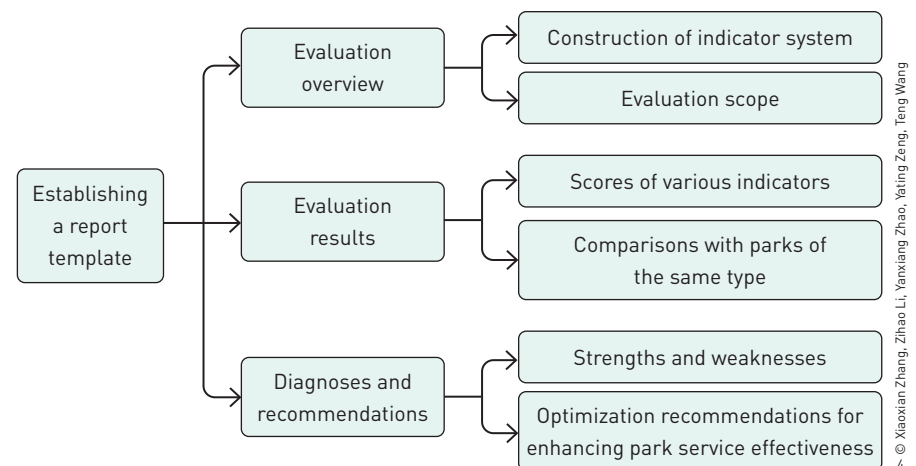 Establishing
a report
template
Evaluation
overview
Construction of indicator system
Evaluation scope
Evaluation
results
Scores of various indicators
Comparisons with parks of
the same type
Diagnoses and
recommendations
Strengths and weaknesses
Optimization recommendations for
enhancing park service effectiveness
© Xiaoxian Zhang, Zihao Li, Yanxiang Zhao, Yating Zeng, Teng Wang